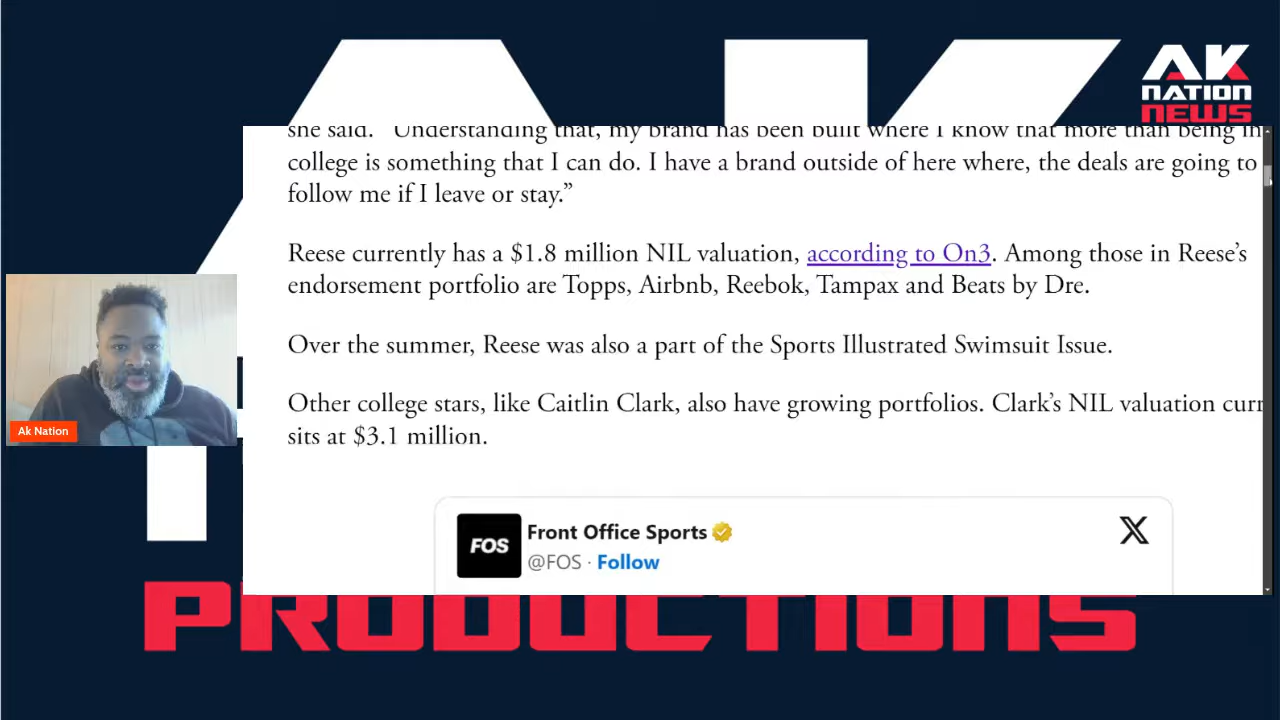 AK
NATION
NEWS
she said. “Understanding that, my brand has been built where I know that more than being in
college is something that I can do. I have a brand outside of here where, the deals are going to
follow me if I leave or stay.”
Reese currently has a $1.8 million NIL valuation, according to On3. Among those in Reese’s
endorsement portfolio are Topps, Airbnb, Reebok, Tampax and Beats by Dre.
Over the summer, Reese was also a part of the Sports Illustrated Swimsuit Issue.
Other college stars, like Caitlin Clark, also have growing portfolios. Clark’s NIL valuation curr
sits at $3.1 million.
Ak Nation
FOS
Front Office Sports
@FOS · Follow
X
PRODUCTIONS